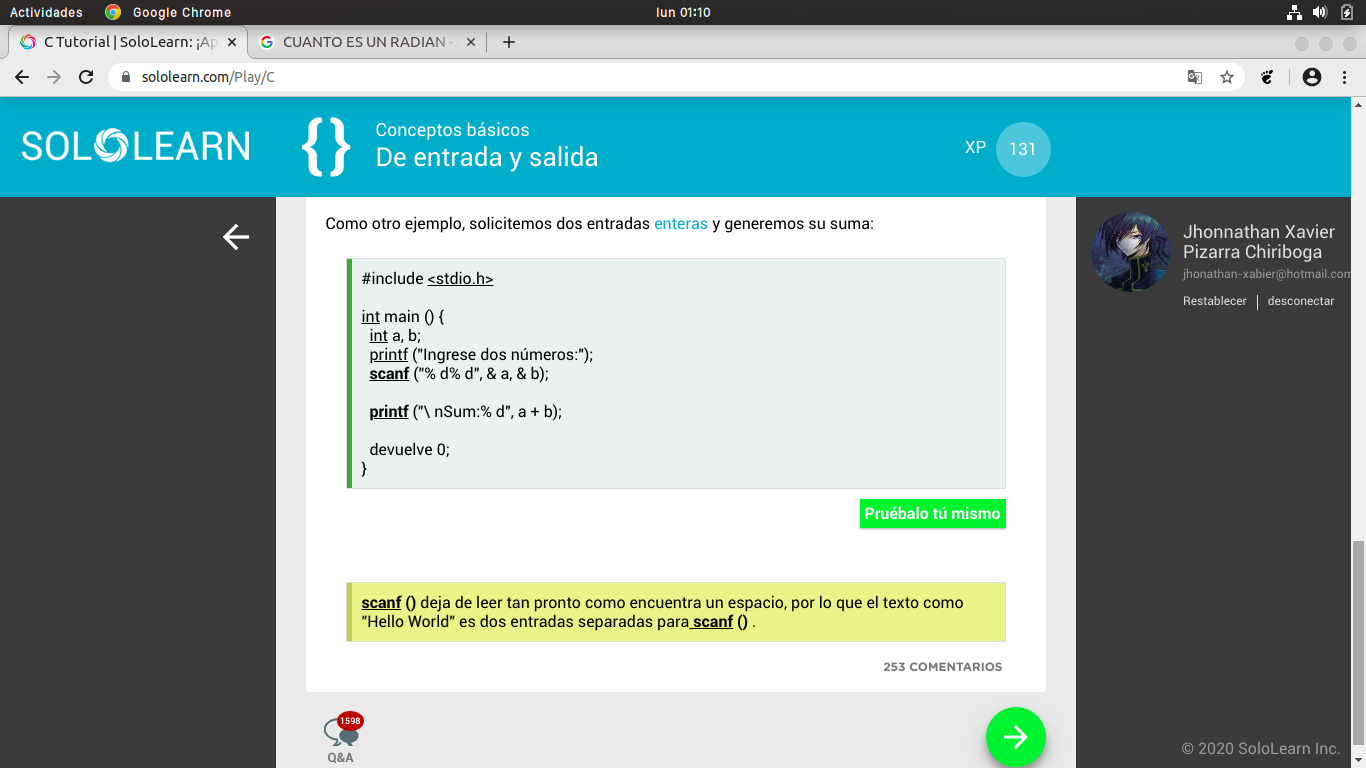 Actividades Google Chrome lun 01:10
C Tutorial | SoloLearn: ¡Ap × CUANTO ES UN RADIAN - × +
sololearn.com/Play/C
SOLOLEARN
{ }
Conceptos básicos
De entrada y salida
XP 131
Como otro ejemplo, solicitemos dos entradas enteras y generemos su suma:
#include <stdio.h>
int main () {
int a, b;
printf ("Ingrese dos números:");
scanf ("% d% d", & a, & b);
printf ("\ nSum:% d", a + b);
devuelve 0;
}
Pruébalo tú mismo
scanf () deja de leer tan pronto como encuentra un espacio, por lo que el texto como
"Hello World" es dos entradas separadas para scanf () .
253 COMENTARIOS
1598
Q&A
Jhonnathan Xavier
Pizarra Chiriboga
jhonathan-xabier@hotmail.com
Restablecer | desconectar
© 2020 SoloLearn Inc.